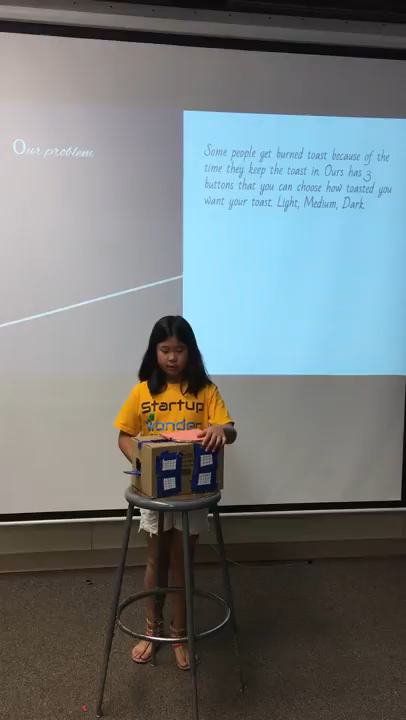 Our problem
Some people get burned toast because of the
time they keep the toast in. Ours has 3
buttons that you can choose how toasted you
want your toast. Light, Medium, Dark.
Startup
Wonder